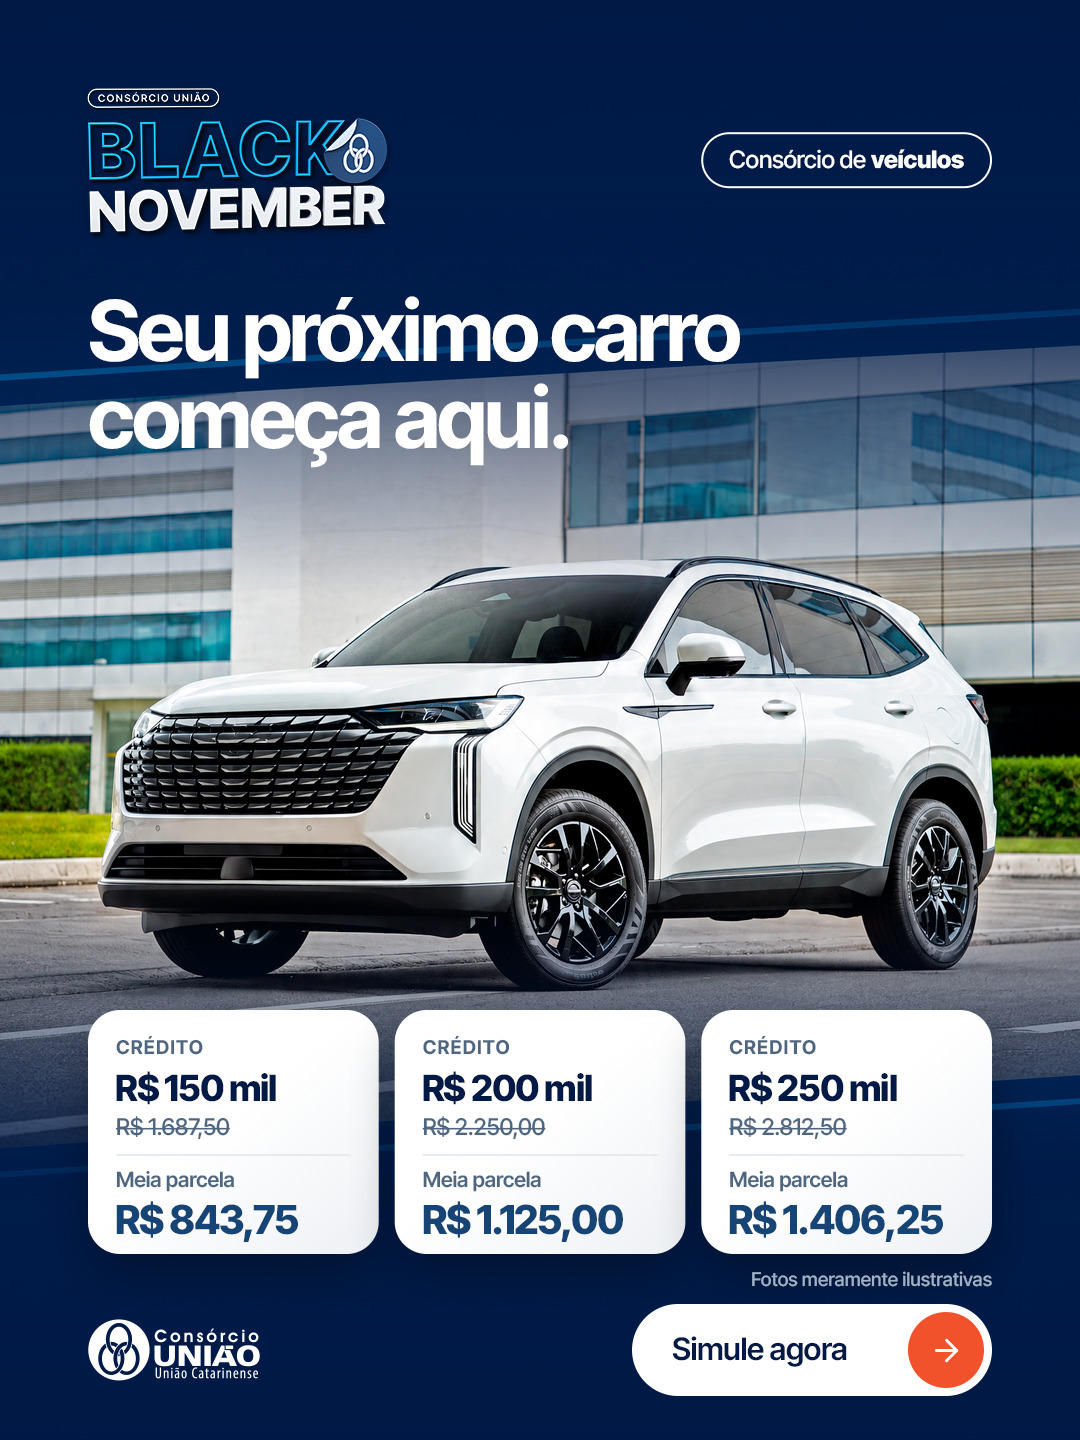 CONSÓRCIO UNIÃO
BLACK
NOVEMBER
Consórcio de veículos
Seu próximo carro
começa aqui.
CRÉDITO
R$ 150 mil
R$ 1.687,50
Meia parcela
R$ 843,75
CRÉDITO
R$ 200 mil
R$ 2.250,00
Meia parcela
R$ 1.125,00
CRÉDITO
R$ 250 mil
R$ 2.812,50
Meia parcela
R$ 1.406,25
Fotos meramente ilustrativas
Consórcio
UNIÃO
União Catarinense
Simule agora